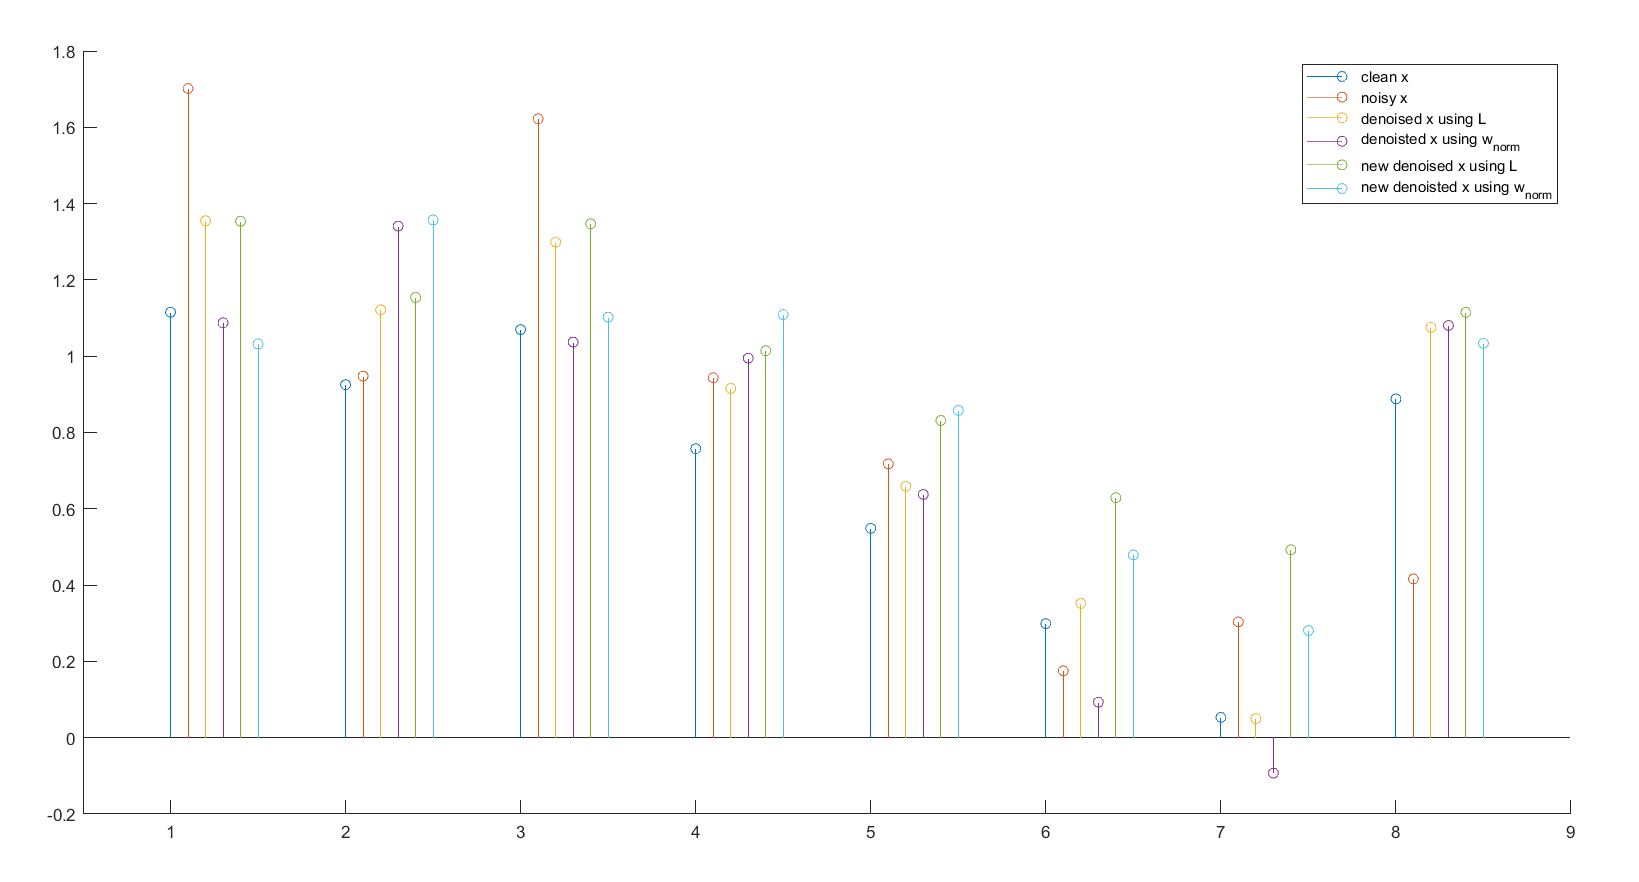 1.8
1.6
1.4
1.2
1
0.8
0.6
0.4
0.2
0
-0.2
1 2 3 4 5 6 7 8 9
clean x
noisy x
denoised x using L
denoisted x using w_norm
new denoised x using L
new denoisted x using w_norm